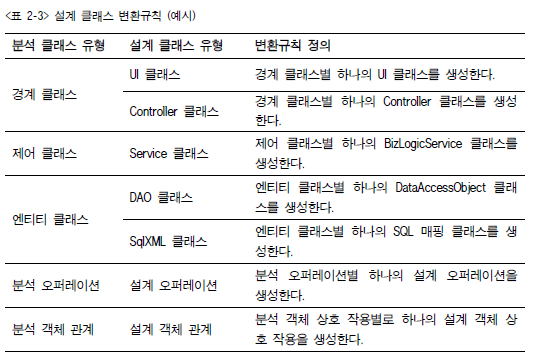 <표 2-3> 설계 클래스 변환규칙 (예시)
분석 클래스 유형 설계 클래스 유형 변환규칙 정의
경계 클래스
UI 클래스
경계 클래스별 하나의 UI 클래스를 생성한다.
Controller 클래스
경계 클래스별 하나의 Controller 클래스를 생성
한다.
제어 클래스
Service 클래스
제어 클래스별 하나의 BizLogicService 클래스를
생성한다.
엔티티 클래스
DAO 클래스
엔티티 클래스별 하나의 DataAccessObject 클래
스를 생성한다.
SqlXML 클래스
엔티티 클래스별 하나의 SQL 매핑 클래스를 생
성한다.
분석 오퍼레이션
설계 오퍼레이션
분석 오퍼레이션별 하나의 설계 오퍼레이션을
생성한다.
분석 객체 관계
설계 객체 관계
분석 객체 상호 작용별로 하나의 설계 객체 상
호 작용을 생성한다.